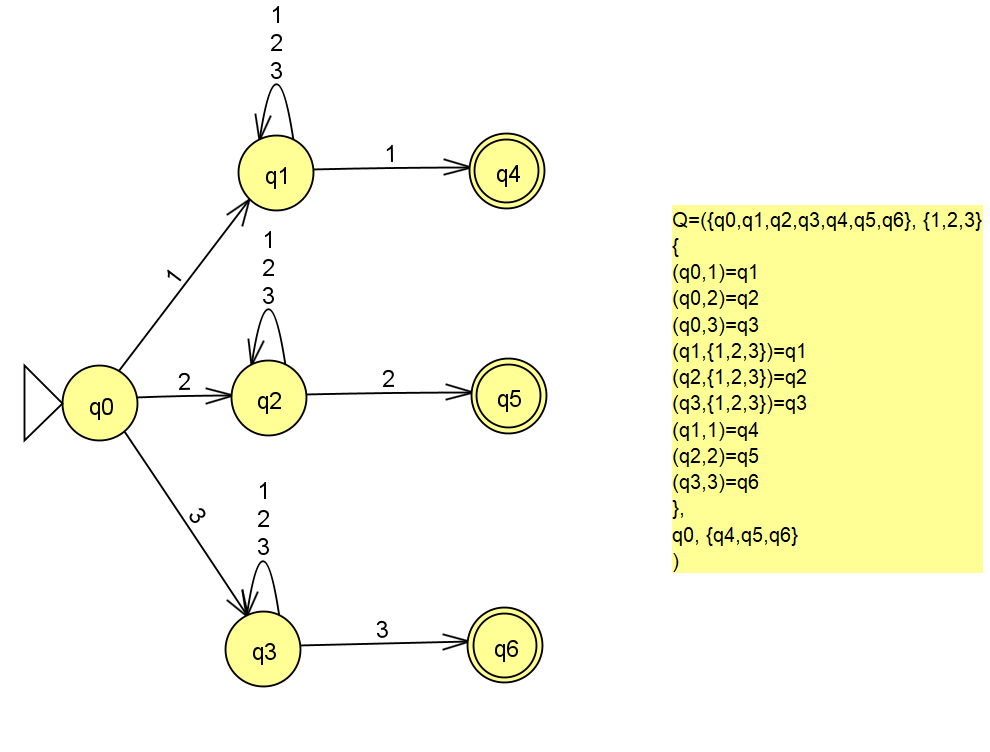 1
2
3
q1
1
q4
1
1
2
3
q0
2
q2
2
q5
3
1
2
3
q3
3
q6
Q=({q0,q1,q2,q3,q4,q5,q6}, {1,2,3}
{
(q0,1)=q1
(q0,2)=q2
(q0,3)=q3
(q1,{1,2,3})=q1
(q2,{1,2,3})=q2
(q3,{1,2,3})=q3
(q1,1)=q4
(q2,2)=q5
(q3,3)=q6
},
q0, {q4,q5,q6}
)